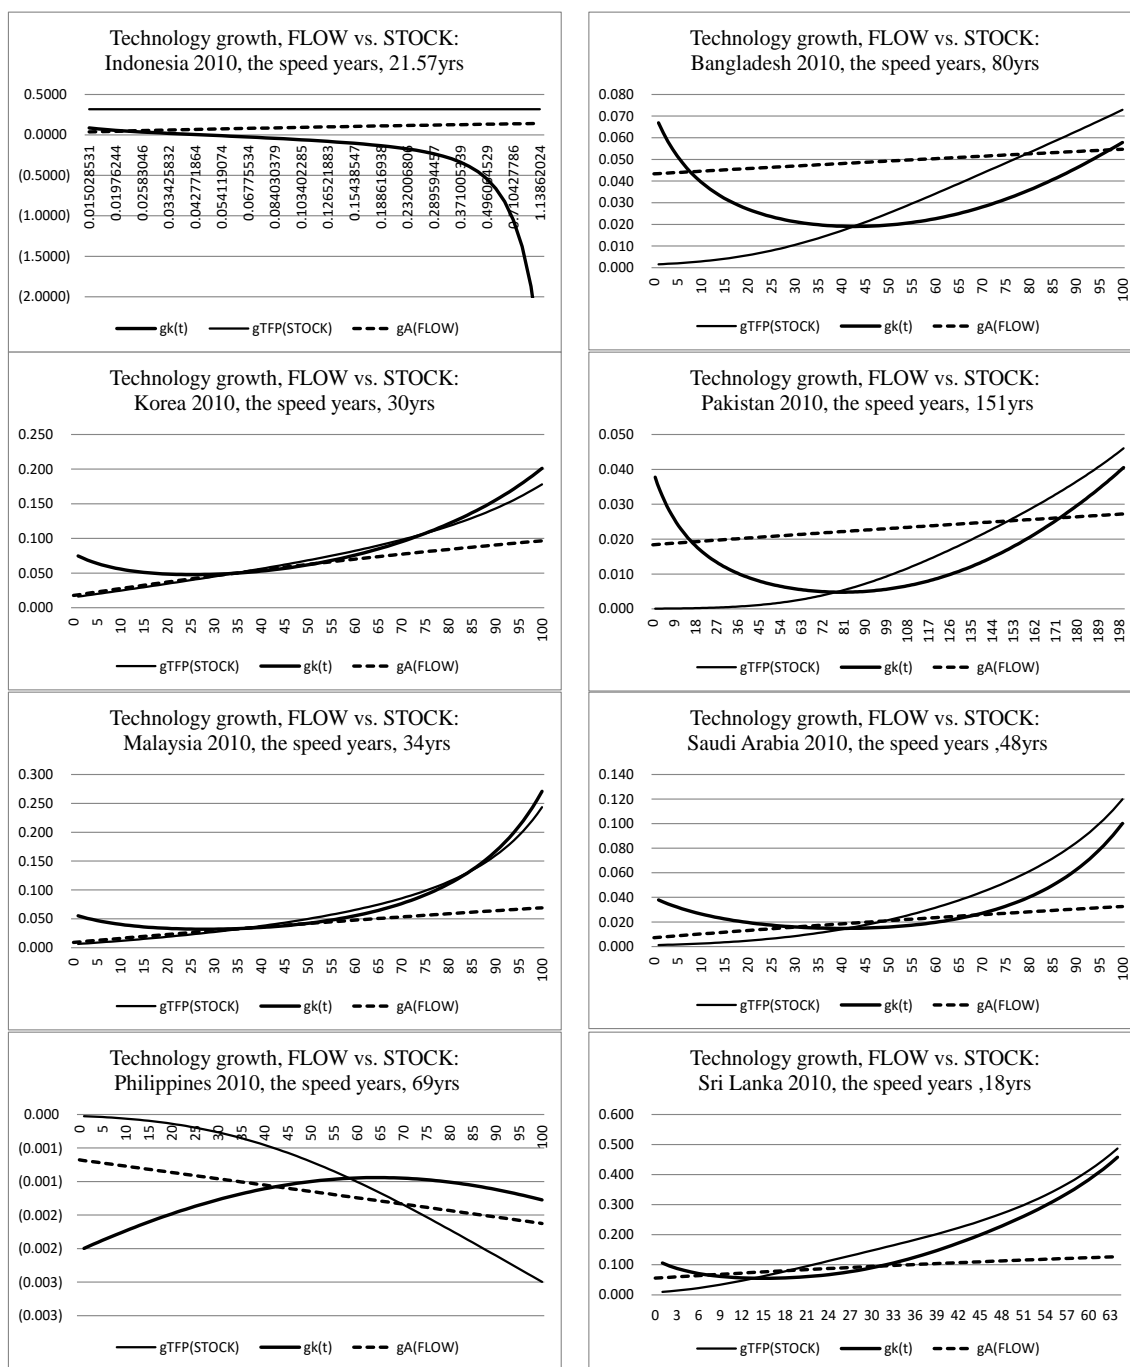 Technology growth, FLOW vs. STOCK:
Indonesia 2010, the speed years, 21.57yrs
0.5000
0.0000
(0.5000)
(1.0000)
(1.5000)
(2.0000)
0.015028531
0.01976244
0.02583046
0.033425832
0.042771864
0.054119074
0.067755534
0.084030379
0.103402285
0.126521883
0.15438547
0.188616938
0.232006806
0.289594457
0.371005339
0.496064529
0.710427786
1.13862024
gk(t) gTFP(STOCK) gA(FLOW)
Technology growth, FLOW vs. STOCK:
Bangladesh 2010, the speed years, 80yrs
0.080
0.070
0.060
0.050
0.040
0.030
0.020
0.010
0.000
0 5 10 15 20 25 30 35 40 45 50 55 60 65 70 75 80 85 90 95 100
gTFP(STOCK) gk(t) gA(FLOW)
Technology growth, FLOW vs. STOCK:
Korea 2010, the speed years, 30yrs
0.250
0.200
0.150
0.100
0.050
0.000
0 5 10 15 20 25 30 35 40 45 50 55 60 65 70 75 80 85 90 95 100
gTFP(STOCK) gk(t) gA(FLOW)
Technology growth, FLOW vs. STOCK:
Pakistan 2010, the speed years, 151yrs
0.050
0.040
0.030
0.020
0.010
0.000
0 9 18 27 36 45 54 63 72 81 90 99 108 117 126 135 144 153 162 171 180 189 198
gTFP(STOCK) gk(t) gA(FLOW)
Technology growth, FLOW vs. STOCK:
Malaysia 2010, the speed years, 34yrs
0.300
0.250
0.200
0.150
0.100
0.050
0.000
0 5 10 15 20 25 30 35 40 45 50 55 60 65 70 75 80 85 90 95 100
gTFP(STOCK) gk(t) gA(FLOW)
Technology growth, FLOW vs. STOCK:
Saudi Arabia 2010, the speed years ,48yrs
0.140
0.120
0.100
0.080
0.060
0.040
0.020
0.000
0 5 10 15 20 25 30 35 40 45 50 55 60 65 70 75 80 85 90 95 100
gTFP(STOCK) gk(t) gA(FLOW)
Technology growth, FLOW vs. STOCK:
Philippines 2010, the speed years, 69yrs
0.000
(0.001)
(0.001)
(0.002)
(0.002)
(0.003)
(0.003)
0 5 10 15 20 25 30 35 40 45 50 55 60 65 70 75 80 85 90 95 100
gTFP(STOCK) gk(t) gA(FLOW)
Technology growth, FLOW vs. STOCK:
Sri Lanka 2010, the speed years ,18yrs
0.600
0.500
0.400
0.300
0.200
0.100
0.000
0 3 6 9 12 15 18 21 24 27 30 33 36 39 42 45 48 51 54 57 60 63
gTFP(STOCK) gk(t) gA(FLOW)